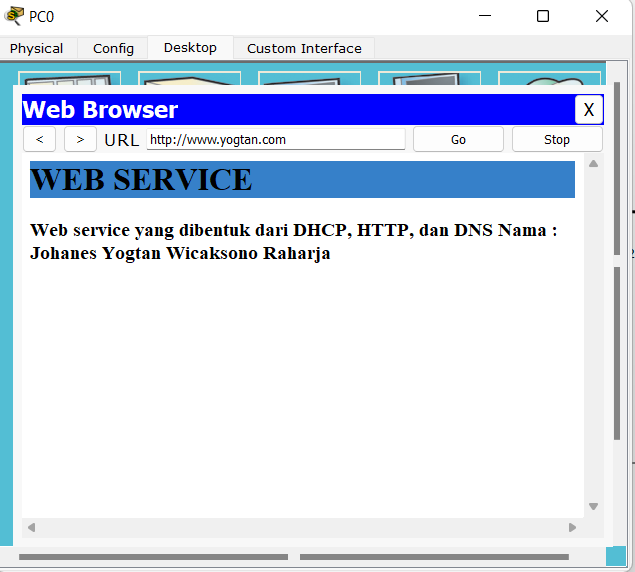 PC0
Physical Config Desktop Custom Interface
Web Browser X
< > URL http://www.yogtan.com Go Stop
WEB SERVICE
Web service yang dibentuk dari DHCP, HTTP, dan DNS Nama :
Johanes Yogtan Wicaksono Raharja